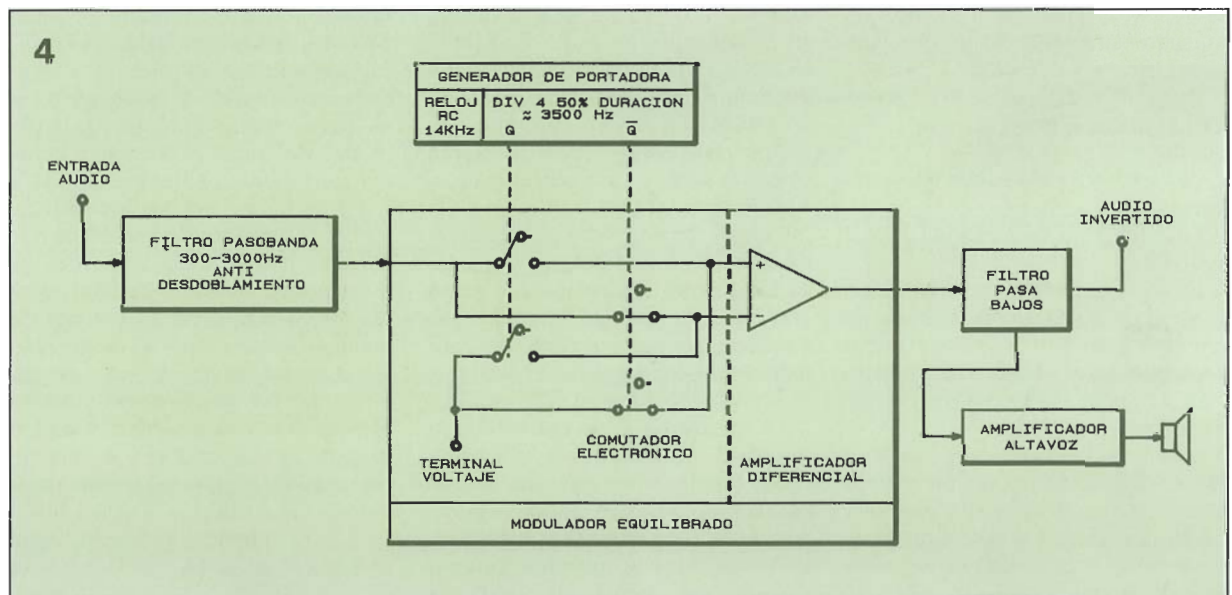 4
GENERADOR DE PORTADORA
RELOJ
RC
14KHz
DIV 4 50% DURACION
≈ 3500 Hz
Q
Q̅
ENTRADA
AUDIO
FILTRO PASOBANDA
300-3000Hz
ANTI
DESDOBLAMIENTO
+
-
TERMINAL
VOLTAJE
COMUTADOR
ELECTRONICO
AMPLIFICADOR
DIFERENCIAL
MODULADOR EQUILIBRADO
AUDIO
INVERTIDO
FILTRO
PASA
BAJOS
AMPLIFICADOR
ALTAVOZ